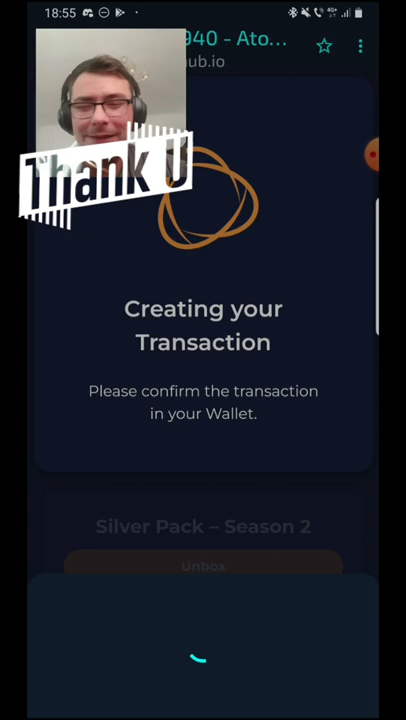 18:55
4G+
940 - Ato...
ub.io
Thank U
Creating your
Transaction
Please confirm the transaction
in your Wallet.
Silver Pack – Season 2
Unbox